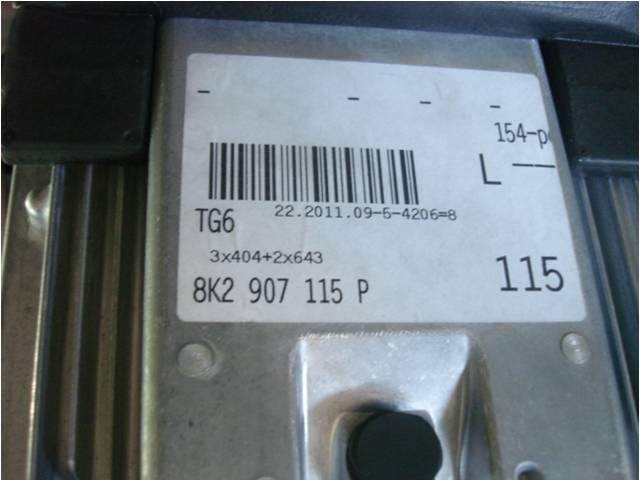 - - - -
154-p
L --
22.2011.09-5-4206=8
TG6
3x404+2x643
8K2 907 115 P
115